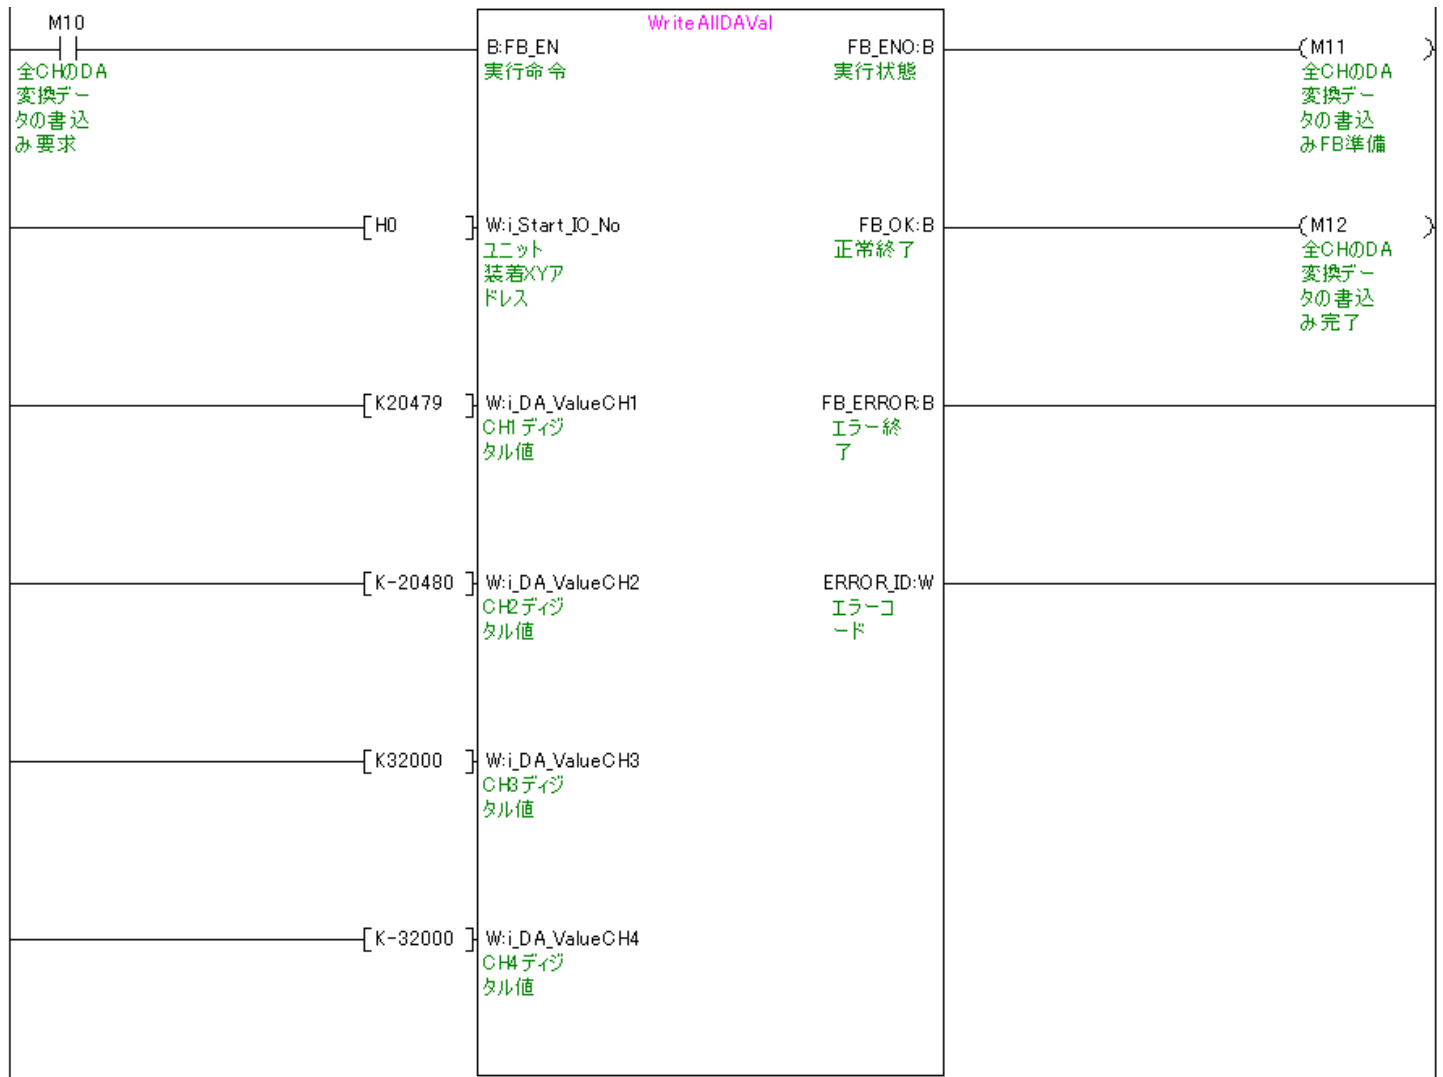 M10
全CHのDA
変換デー
タの書込
み要求
WriteAllDAVal
B:FB_EN
実行命令
FB_ENO:B
実行状態
M11
全CHのDA
変換デー
タの書込
みFB準備
H0
W:i_Start_IO_No
ユニット
装着XYア
ドレス
FB_OK:B
正常終了
M12
全CHのDA
変換デー
タの書込
み完了
K20479
W:i_DA_ValueCH1
CH1ディジ
タル値
FB_ERROR:B
エラー終
了
K-20480
W:i_DA_ValueCH2
CH2ディジ
タル値
ERROR_ID:W
エラーコ
ード
K32000
W:i_DA_ValueCH3
CH3ディジ
タル値
K-32000
W:i_DA_ValueCH4
CH4ディジ
タル値